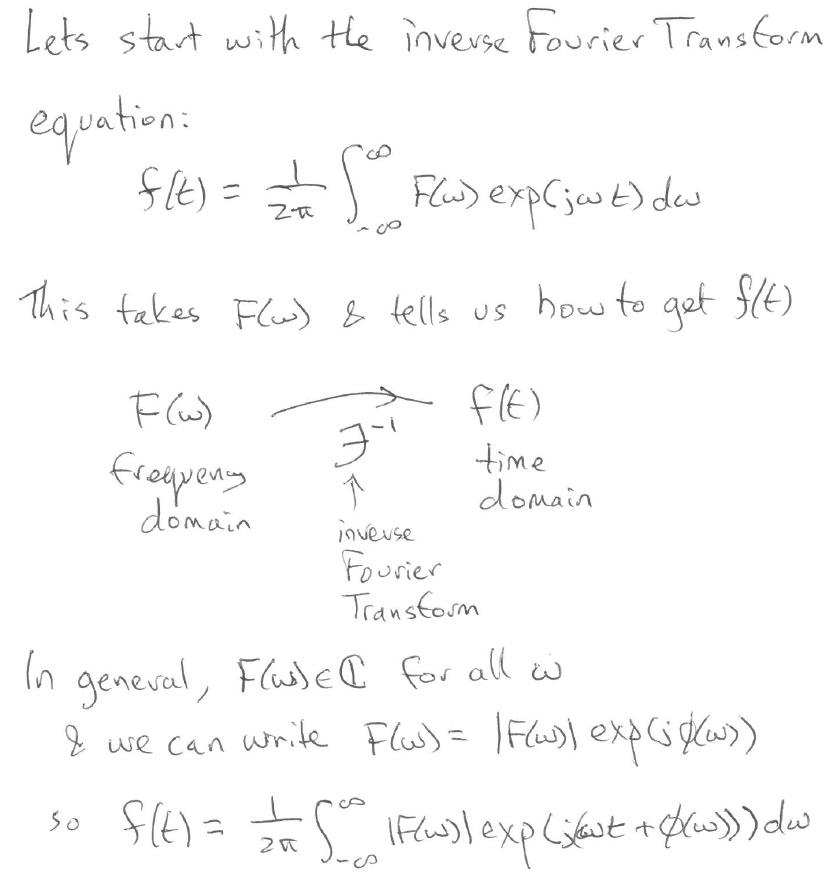 Lets start with the inverse Fourier Transform
equation:
f(t) = 1/2π ∫_{-∞}^{∞} F(ω) exp(jωt) dω
This takes F(ω) & tells us how to get f(t)
F(ω) → f(t)
ℱ⁻¹
frequency domain
↑
time domain
inverse
Fourier
Transform
In general, F(ω) ∈ ℂ for all ω
& we can write F(ω) = |F(ω)| exp(jϕ(ω))
so f(t) = 1/2π ∫_{-∞}^{∞} |F(ω)| exp(j(ωt + ϕ(ω))) dω